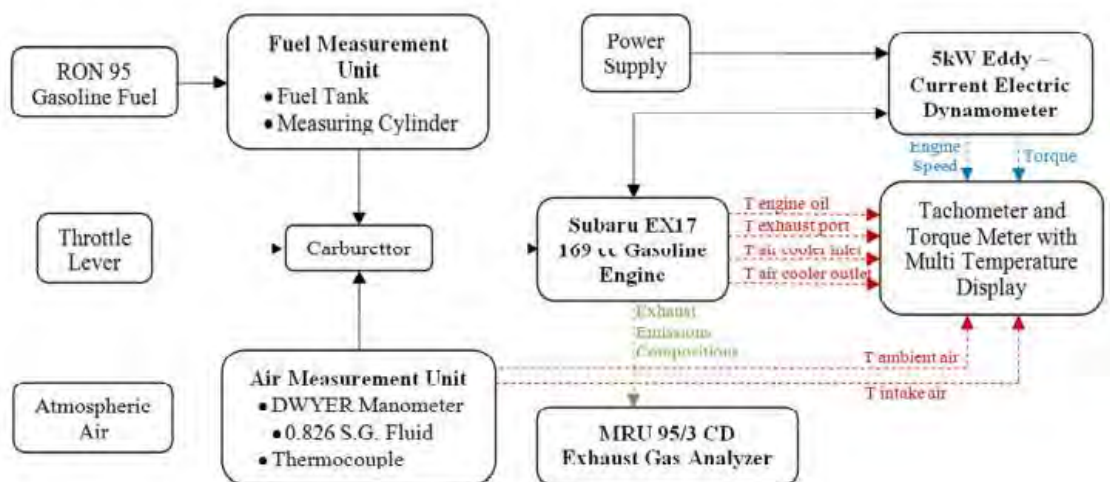 RON 95
Gasoline Fuel
Fuel Measurement
Unit
• Fuel Tank
• Measuring Cylinder
Power
Supply
5kW Eddy –
Current Electric
Dynamometer
Engine
Speed
Torque
Throttle
Lever
Carburettor
Subaru EX17
169 cc Gasoline
Engine
T engine oil
T exhaust port
T air cooler inlet
T air cooler outlet
Tachometer and
Torque Meter with
Multi Temperature
Display
Exhaust
Emissions
Compositions
T ambient air
T intake air
Atmospheric
Air
Air Measurement Unit
• DWYER Manometer
• 0.826 S.G. Fluid
• Thermocouple
MRU 95/3 CD
Exhaust Gas Analyzer